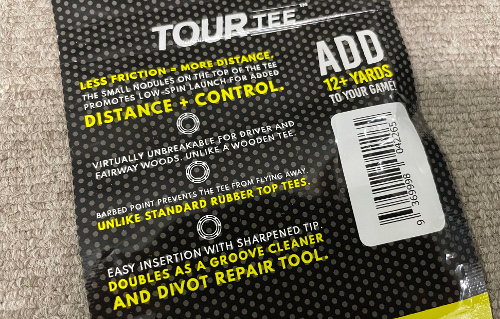 TOUR TEE™
LESS FRICTION = MORE DISTANCE.
THE SMALL NODULES ON THE TOP OF THE TEE
PROMOTES LOW-SPIN LAUNCH FOR ADDED
DISTANCE + CONTROL.
VIRTUALLY UNBREAKABLE FOR DRIVER AND
FAIRWAY WOODS. UNLIKE A WOODEN TEE.
BARBED POINT PREVENTS THE TEE FROM FLYING AWAY.
UNLIKE STANDARD RUBBER TOP TEES.
EASY INSERTION WITH SHARPENED TIP.
DOUBLES AS A GROOVE CLEANER
AND DIVOT REPAIR TOOL.
ADD
12+ YARDS
TO YOUR GAME!
9 369998 042265